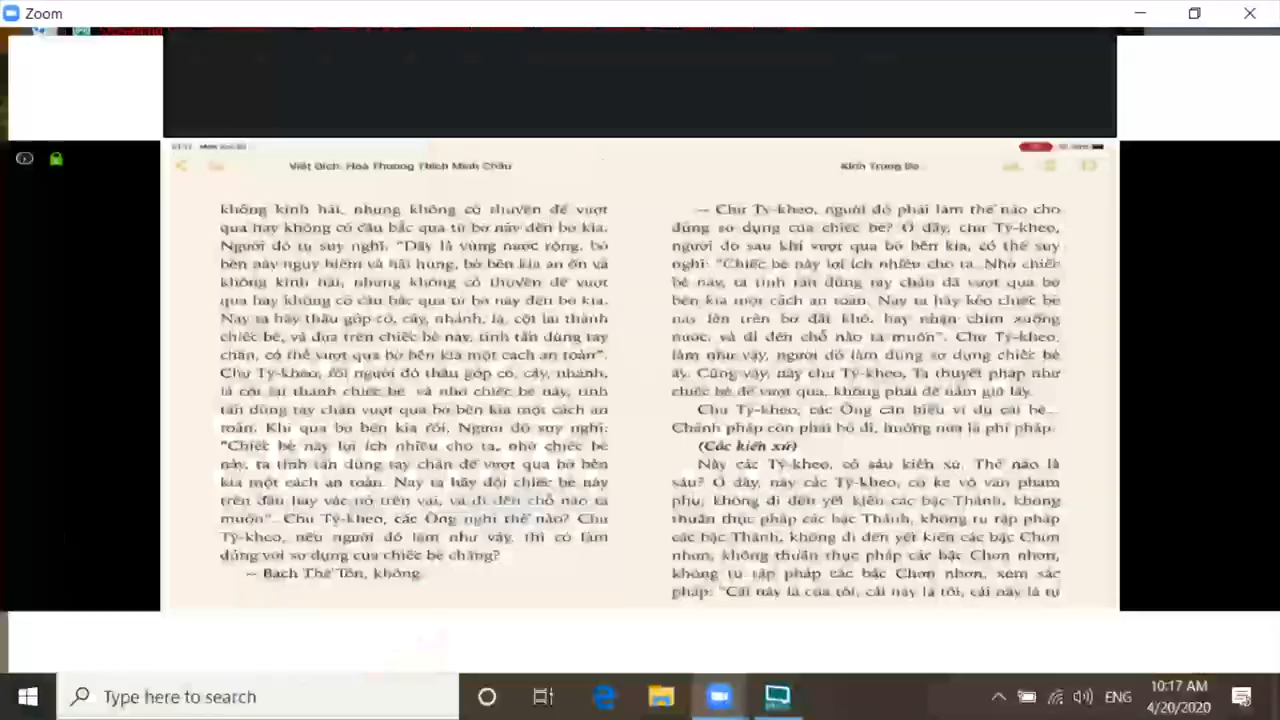 Zoom
Việt Dịch: Hoà Thượng Thích Minh Châu
Kinh Trung Bộ
không kinh hãi, nhưng không có thuyền để vượt
qua hay không có cầu bắc qua từ bờ này đến bờ kia.
Người đó tự suy nghĩ: "Đây là vùng nước rộng, bờ
bên này nguy hiểm và hãi hùng, bờ bên kia an ổn và
không kinh hãi, nhưng không có thuyền để vượt
qua hay không có cầu bắc qua từ bờ này đến bờ kia.
Nay ta hãy thâu góp cỏ, cây, nhánh, lá, cột lại thành
chiếc bè, và dựa trên chiếc bè này, tinh tấn dùng tay
chân, có thể vượt qua bờ bên kia một cách an toàn".
Chư Tỷ-kheo, rồi người đó thâu góp cỏ, cây, nhánh,
lá cột lại thành chiếc bè và nhờ chiếc bè này, tinh
tấn dùng tay chân vượt qua bờ bên kia một cách an
toàn. Khi qua bờ bên kia rồi, Người đó suy nghĩ:
"Chiếc bè này lợi ích nhiều cho ta, nhờ chiếc bè
này, ta tinh tấn dùng tay chân để vượt qua bờ bên
kia một cách an toàn. Nay ta hãy đội chiếc bè này
trên đầu hay vác nó trên vai, và đi đến chỗ nào ta
muốn". Chư Tỷ-kheo, các Ông nghĩ thế nào? Chư
Tỷ-kheo, nếu người đó làm như vậy, thì có làm
đúng với sở dụng của chiếc bè chăng?
— Bạch Thế Tôn, không.
— Chư Tỷ-kheo, người đó phải làm thế nào cho
đúng sở dụng của chiếc bè? Ở đây, chư Tỷ-kheo,
người đó sau khi vượt qua bờ bên kia, có thể suy
nghĩ: "Chiếc bè này lợi ích nhiều cho ta. Nhờ chiếc
bè này, ta tinh tấn dùng tay chân đã vượt qua bờ
bên kia một cách an toàn. Nay ta hãy kéo chiếc bè
này lên trên bờ đất khô, hay nhận chìm xuống
nước, và đi đến chỗ nào ta muốn". Chư Tỷ-kheo,
làm như vậy, người đó làm đúng sở dụng chiếc bè
ấy. Cũng vậy, này chư Tỷ-kheo, Ta thuyết pháp như
chiếc bè để vượt qua, không phải để nắm giữ lấy.
Chư Tỷ-kheo, các Ông cần hiểu ví dụ cái bè...
Chánh pháp còn phải bỏ đi, huống nữa là phi pháp.
(Các kiến xứ)
Này các Tỷ-kheo, có sáu kiến xứ. Thế nào là
sáu? Ở đây, này các Tỷ-kheo, có kẻ vô văn phàm
phu, không đi đến yết kiến các bậc Thánh, không
thuần thục pháp các bậc Thánh, không tu tập pháp
các bậc Thánh, không đi đến yết kiến các bậc Chơn
nhơn, không thuần thục pháp các bậc Chơn nhơn,
không tu tập pháp các bậc Chơn nhơn, xem sắc
pháp: "Cái này là của tôi, cái này là tôi, cái này là tự
Type here to search
ENG
10:17 AM
4/20/2020